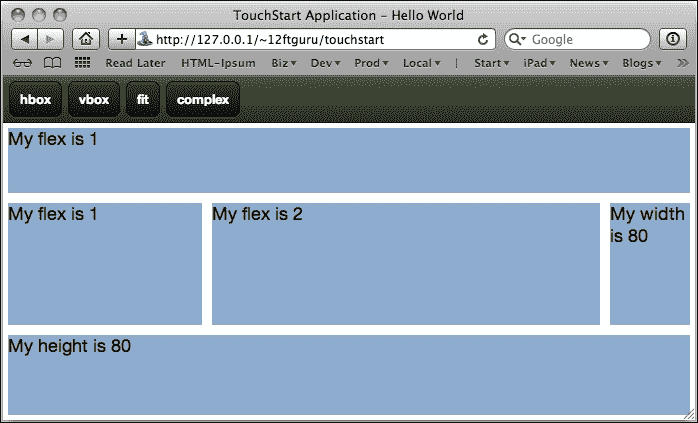 TouchStart Application – Hello World
http://127.0.0.1/~12ftguru/touchstart
Google
Read Later HTML-Ipsum Biz Dev Prod Local | Start iPad News Blogs
hbox vbox fit complex
My flex is 1
My flex is 1
My flex is 2
My width
is 80
My height is 80